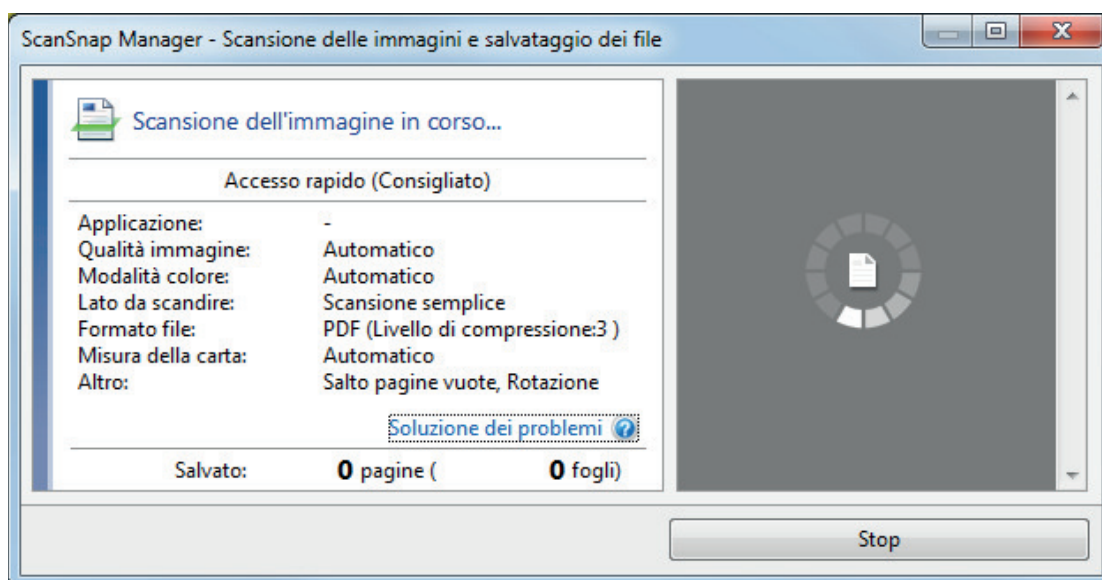 ScanSnap Manager - Scansione delle immagini e salvataggio dei file
Scansione dell'immagine in corso...
Accesso rapido (Consigliato)
Applicazione: -
Qualità immagine: Automatico
Modalità colore: Automatico
Lato da scandire: Scansione semplice
Formato file: PDF (Livello di compressione:3 )
Misura della carta: Automatico
Altro: Salto pagine vuote, Rotazione
Soluzione dei problemi
Salvato: 0 pagine ( 0 fogli)
Stop